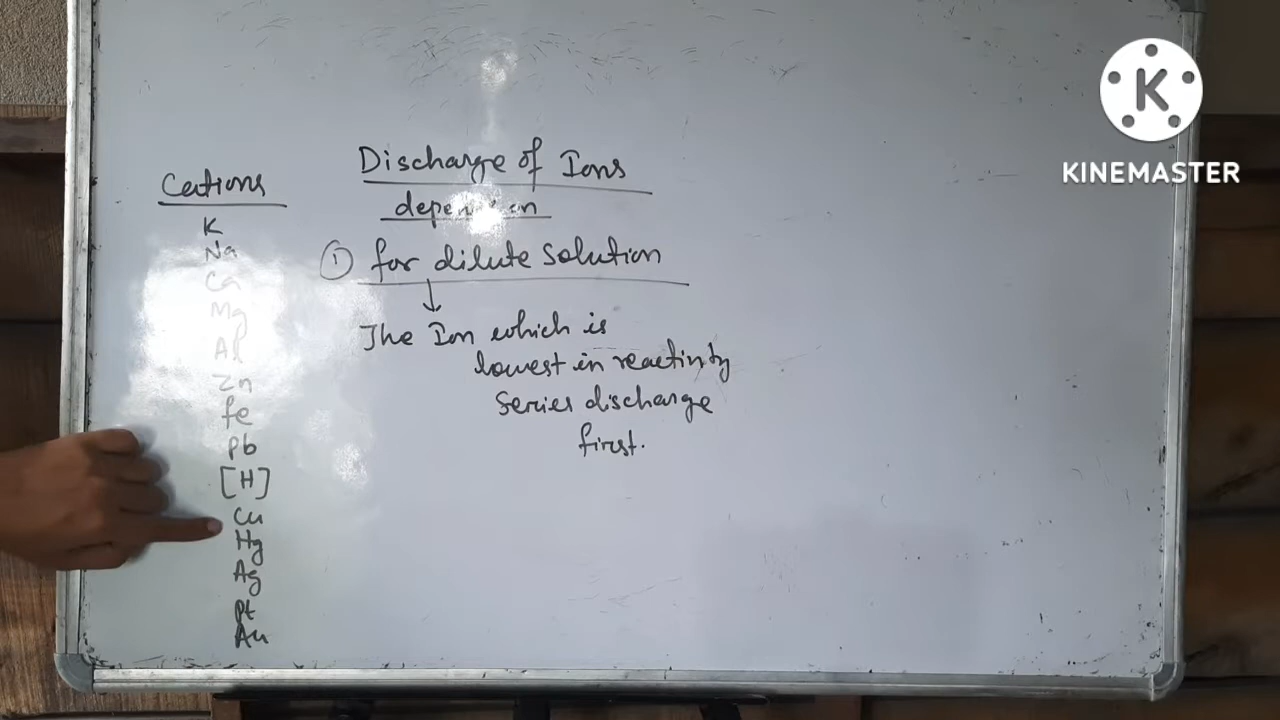 Cations
K
Na
Ca
Mg
Al
Zn
fe
Pb
[H]
Cu
Hg
Ag
Pt
Au
Discharge of Ions
① for dilute solution
The Ion which is
lowest in reactivity
series discharge
first.
K
KINEMASTER